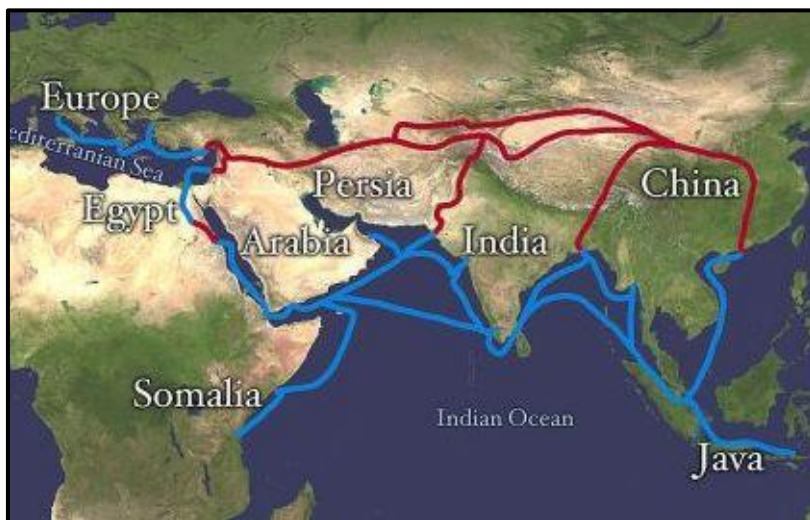 Europe
editerranian Sea
Egypt
Arabia
Persia
India
China
Somalia
Indian Ocean
Java